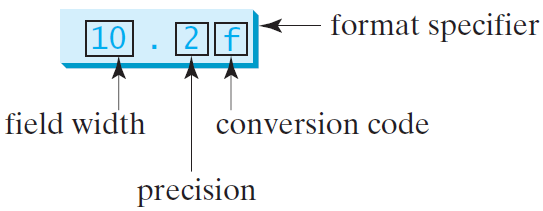 10 . 2 f format specifier
field width conversion code
precision